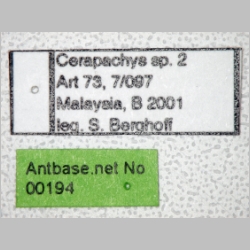 Cerapachys sp. 2
Art 73, 7/097
Malaysia, B 2001
leg. S. Berghoff
Antbase.net No
00194